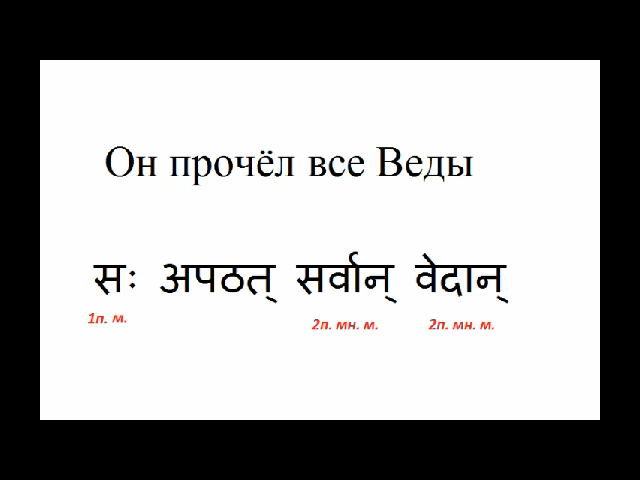 Он прочёл все Веды
सः अपठत् सर्वान् वेदान्
1п. м. 2п. мн. м. 2п. мн. м.